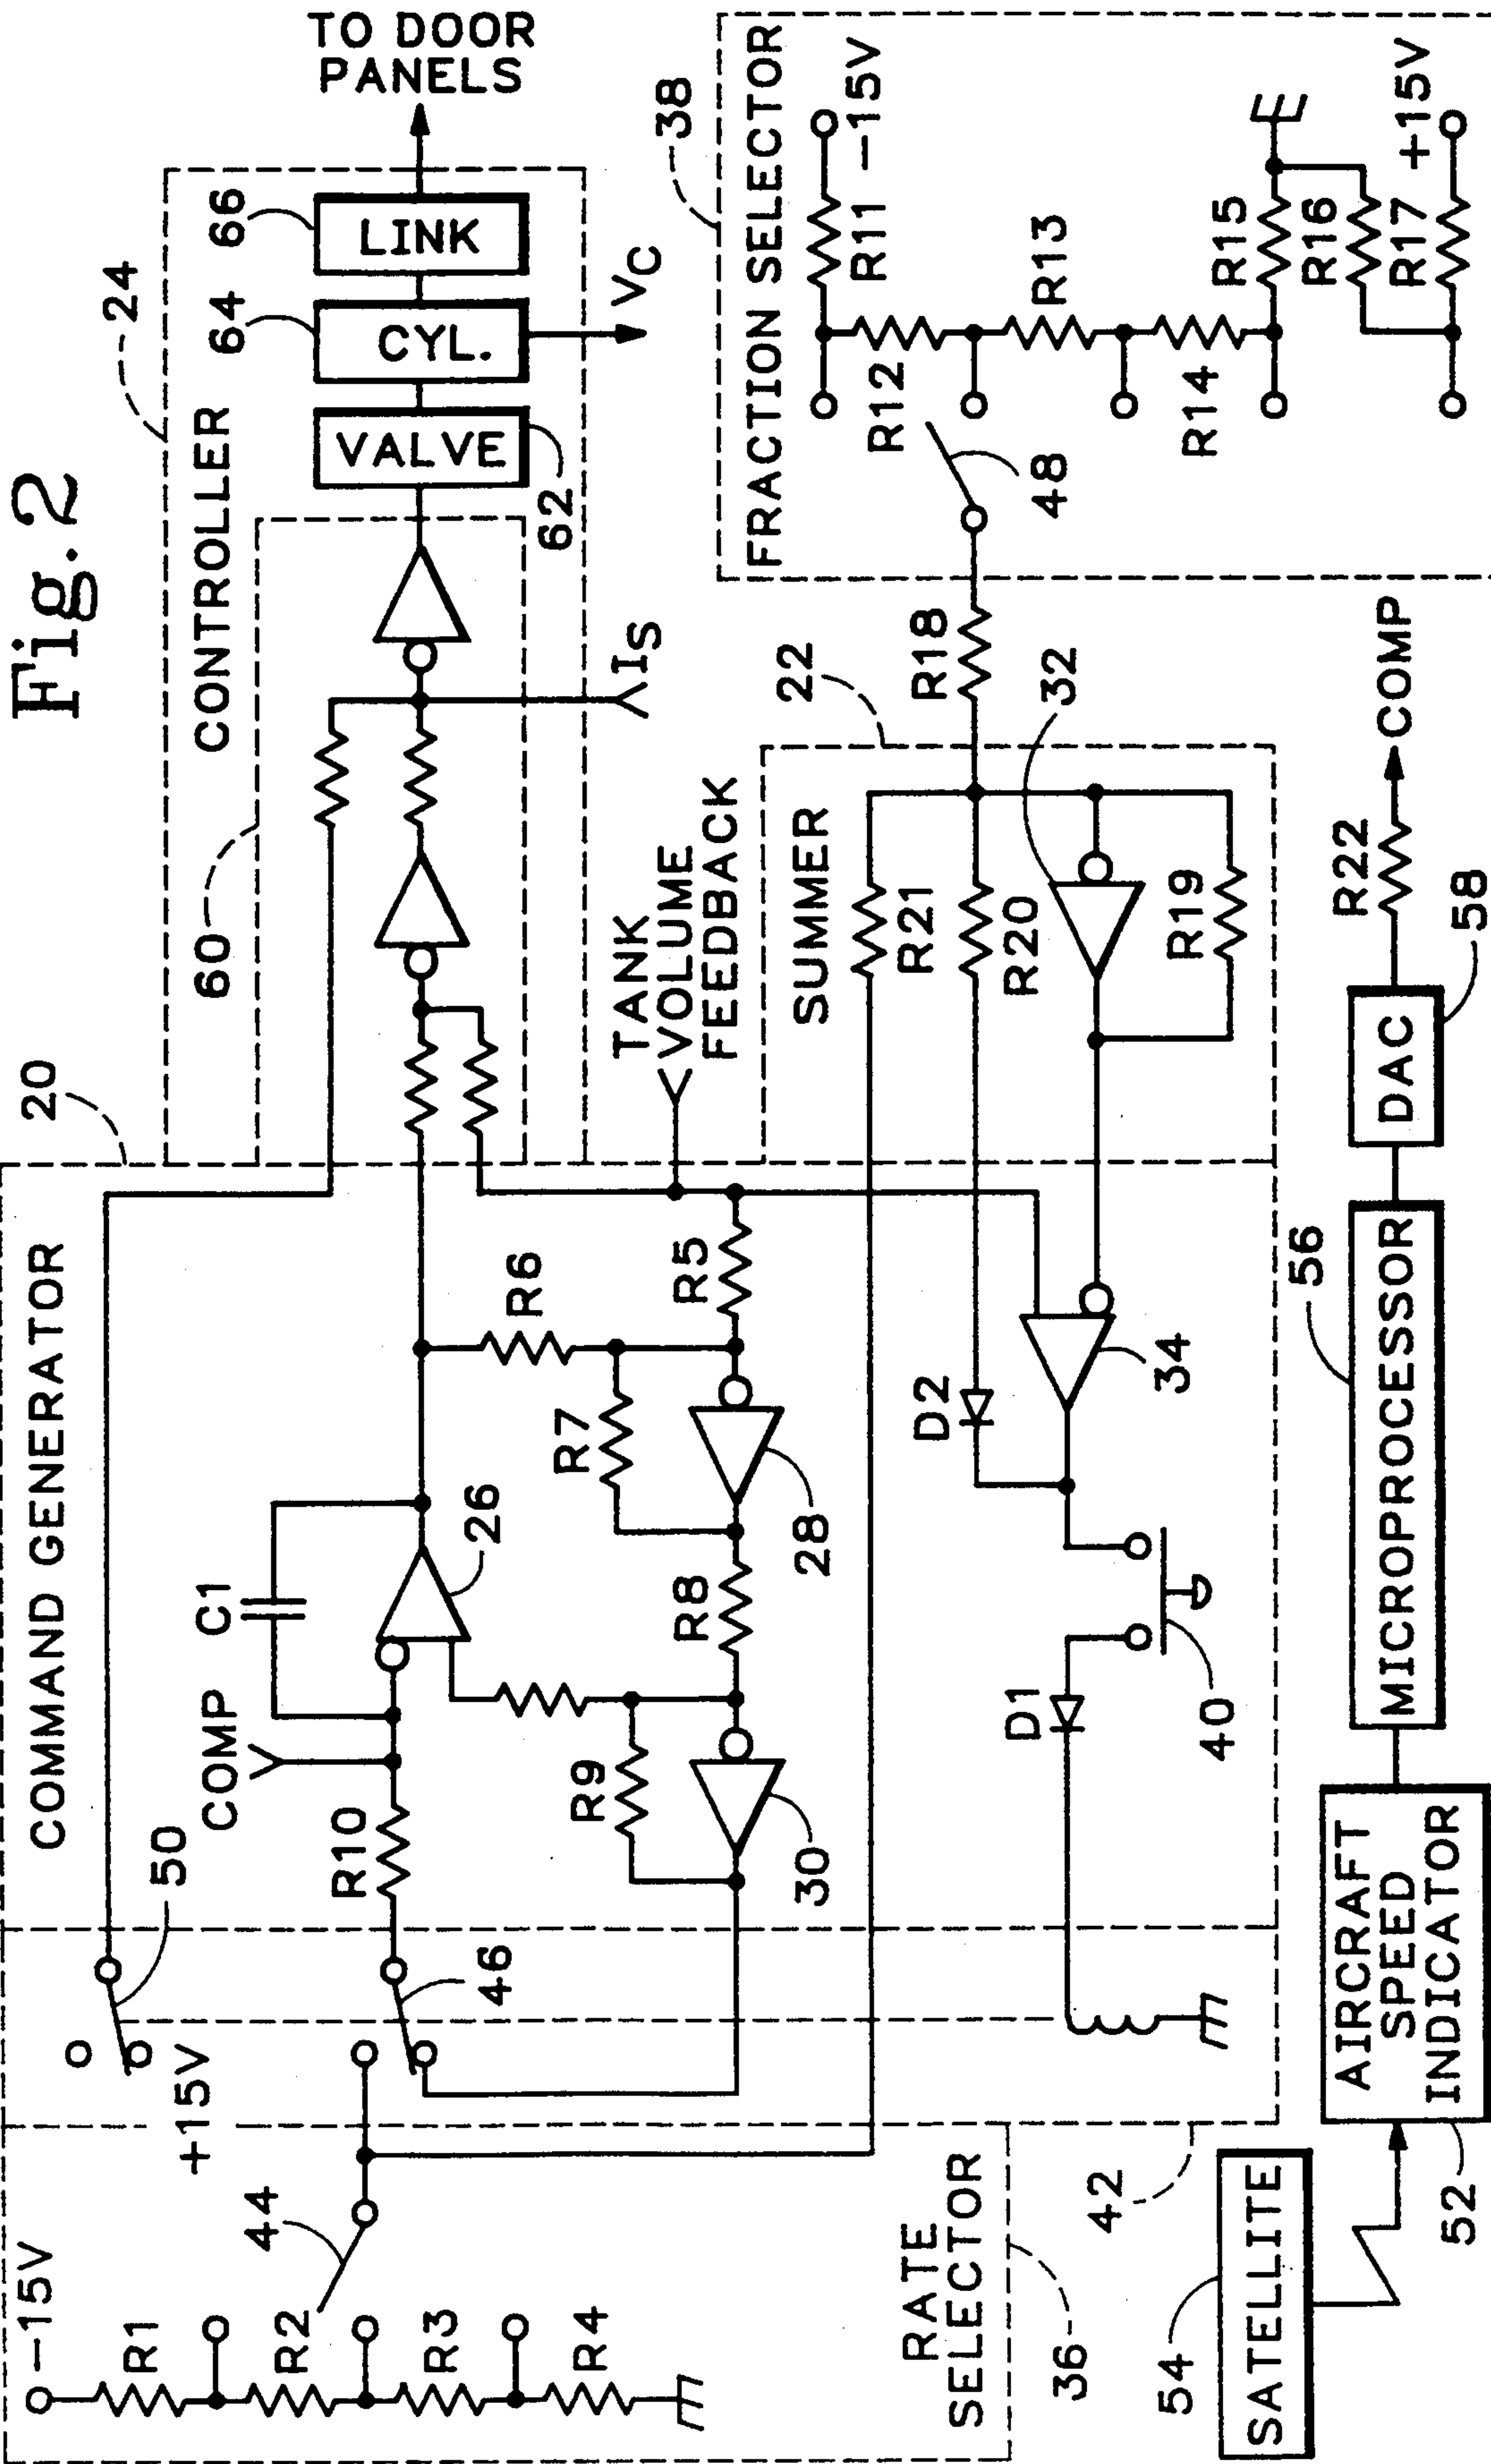 Fig. 2
20
COMMAND GENERATOR
CONTROLLER
24
60
62
64
66
VALVE
CYL.
LINK
TO DOOR
PANELS
VC
IS
-15V
R1
R2
R3
R4
44
+15V
50
46
RATE
SELECTOR
36
42
COMP
C1
R10
26
R6
R7
R5
28
R8
R9
30
TANK
VOLUME
FEEDBACK
D1
40
D2
34
SUMMER
22
R21
R20
32
R19
R18
38
FRACTION SELECTOR
48
-15V
R11
R12
R13
R14
R15
R16
R17
+15V
54
SATELLITE
52
AIRCRAFT
SPEED
INDICATOR
56
MICROPROCESSOR
DAC
58
R22
COMP